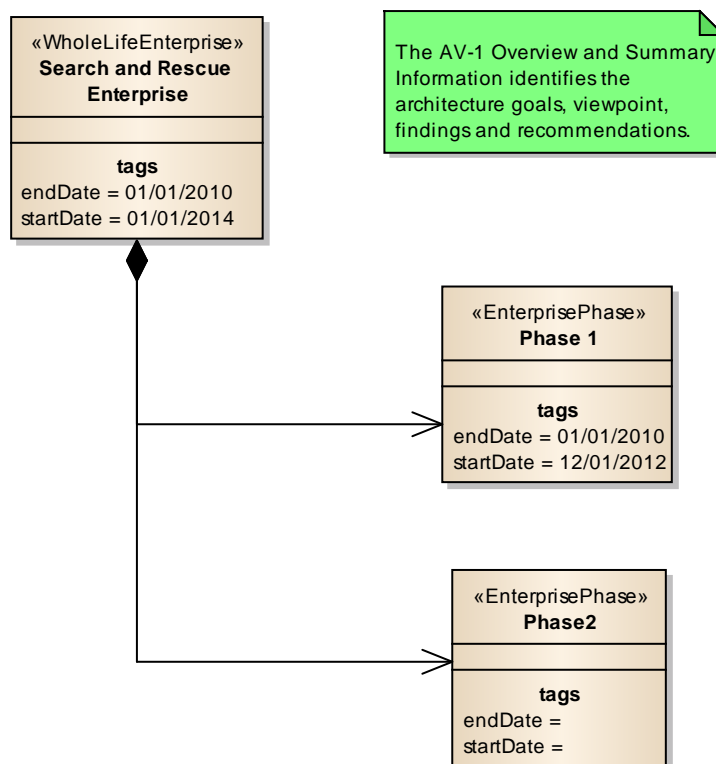 «WholeLifeEnterprise»
Search and Rescue
Enterprise
tags
endDate = 01/01/2010
startDate = 01/01/2014
The AV-1 Overview and Summary
Information identifies the
architecture goals, viewpoint,
findings and recommendations.
«EnterprisePhase»
Phase 1
tags
endDate = 01/01/2010
startDate = 12/01/2012
«EnterprisePhase»
Phase2
tags
endDate =
startDate =